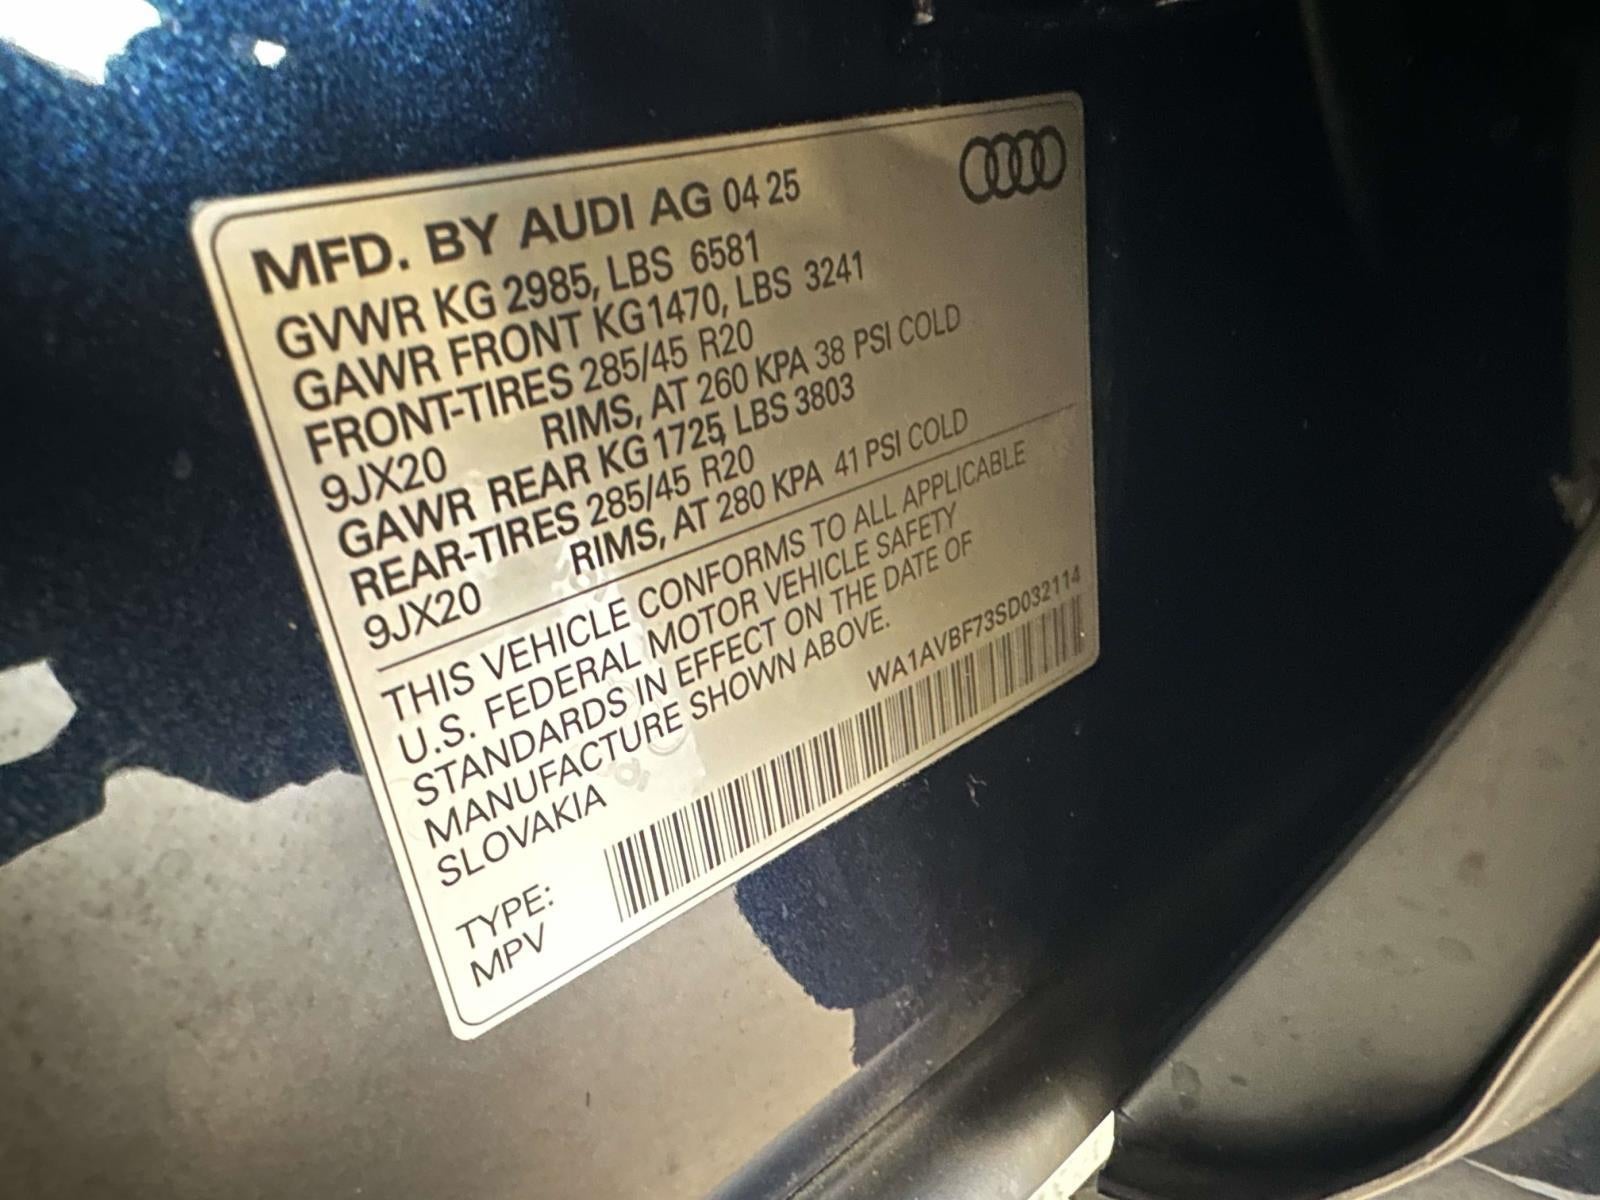 MFD. BY AUDI AG 04 25
GVWR KG 2985, LBS 6581
GAWR FRONT KG 1470, LBS 3241
FRONT-TIRES 285/45 R20
9JX20 RIMS, AT 260 KPA 38 PSI COLD
GAWR REAR KG 1725, LBS 3803
REAR-TIRES 285/45 R20
9JX20 RIMS, AT 280 KPA 41 PSI COLD
THIS VEHICLE CONFORMS TO ALL APPLICABLE
U.S. FEDERAL MOTOR VEHICLE SAFETY
STANDARDS IN EFFECT ON THE DATE OF
MANUFACTURE SHOWN ABOVE.
SLOVAKIA WA1AVBF73SD032114
TYPE:
MPV